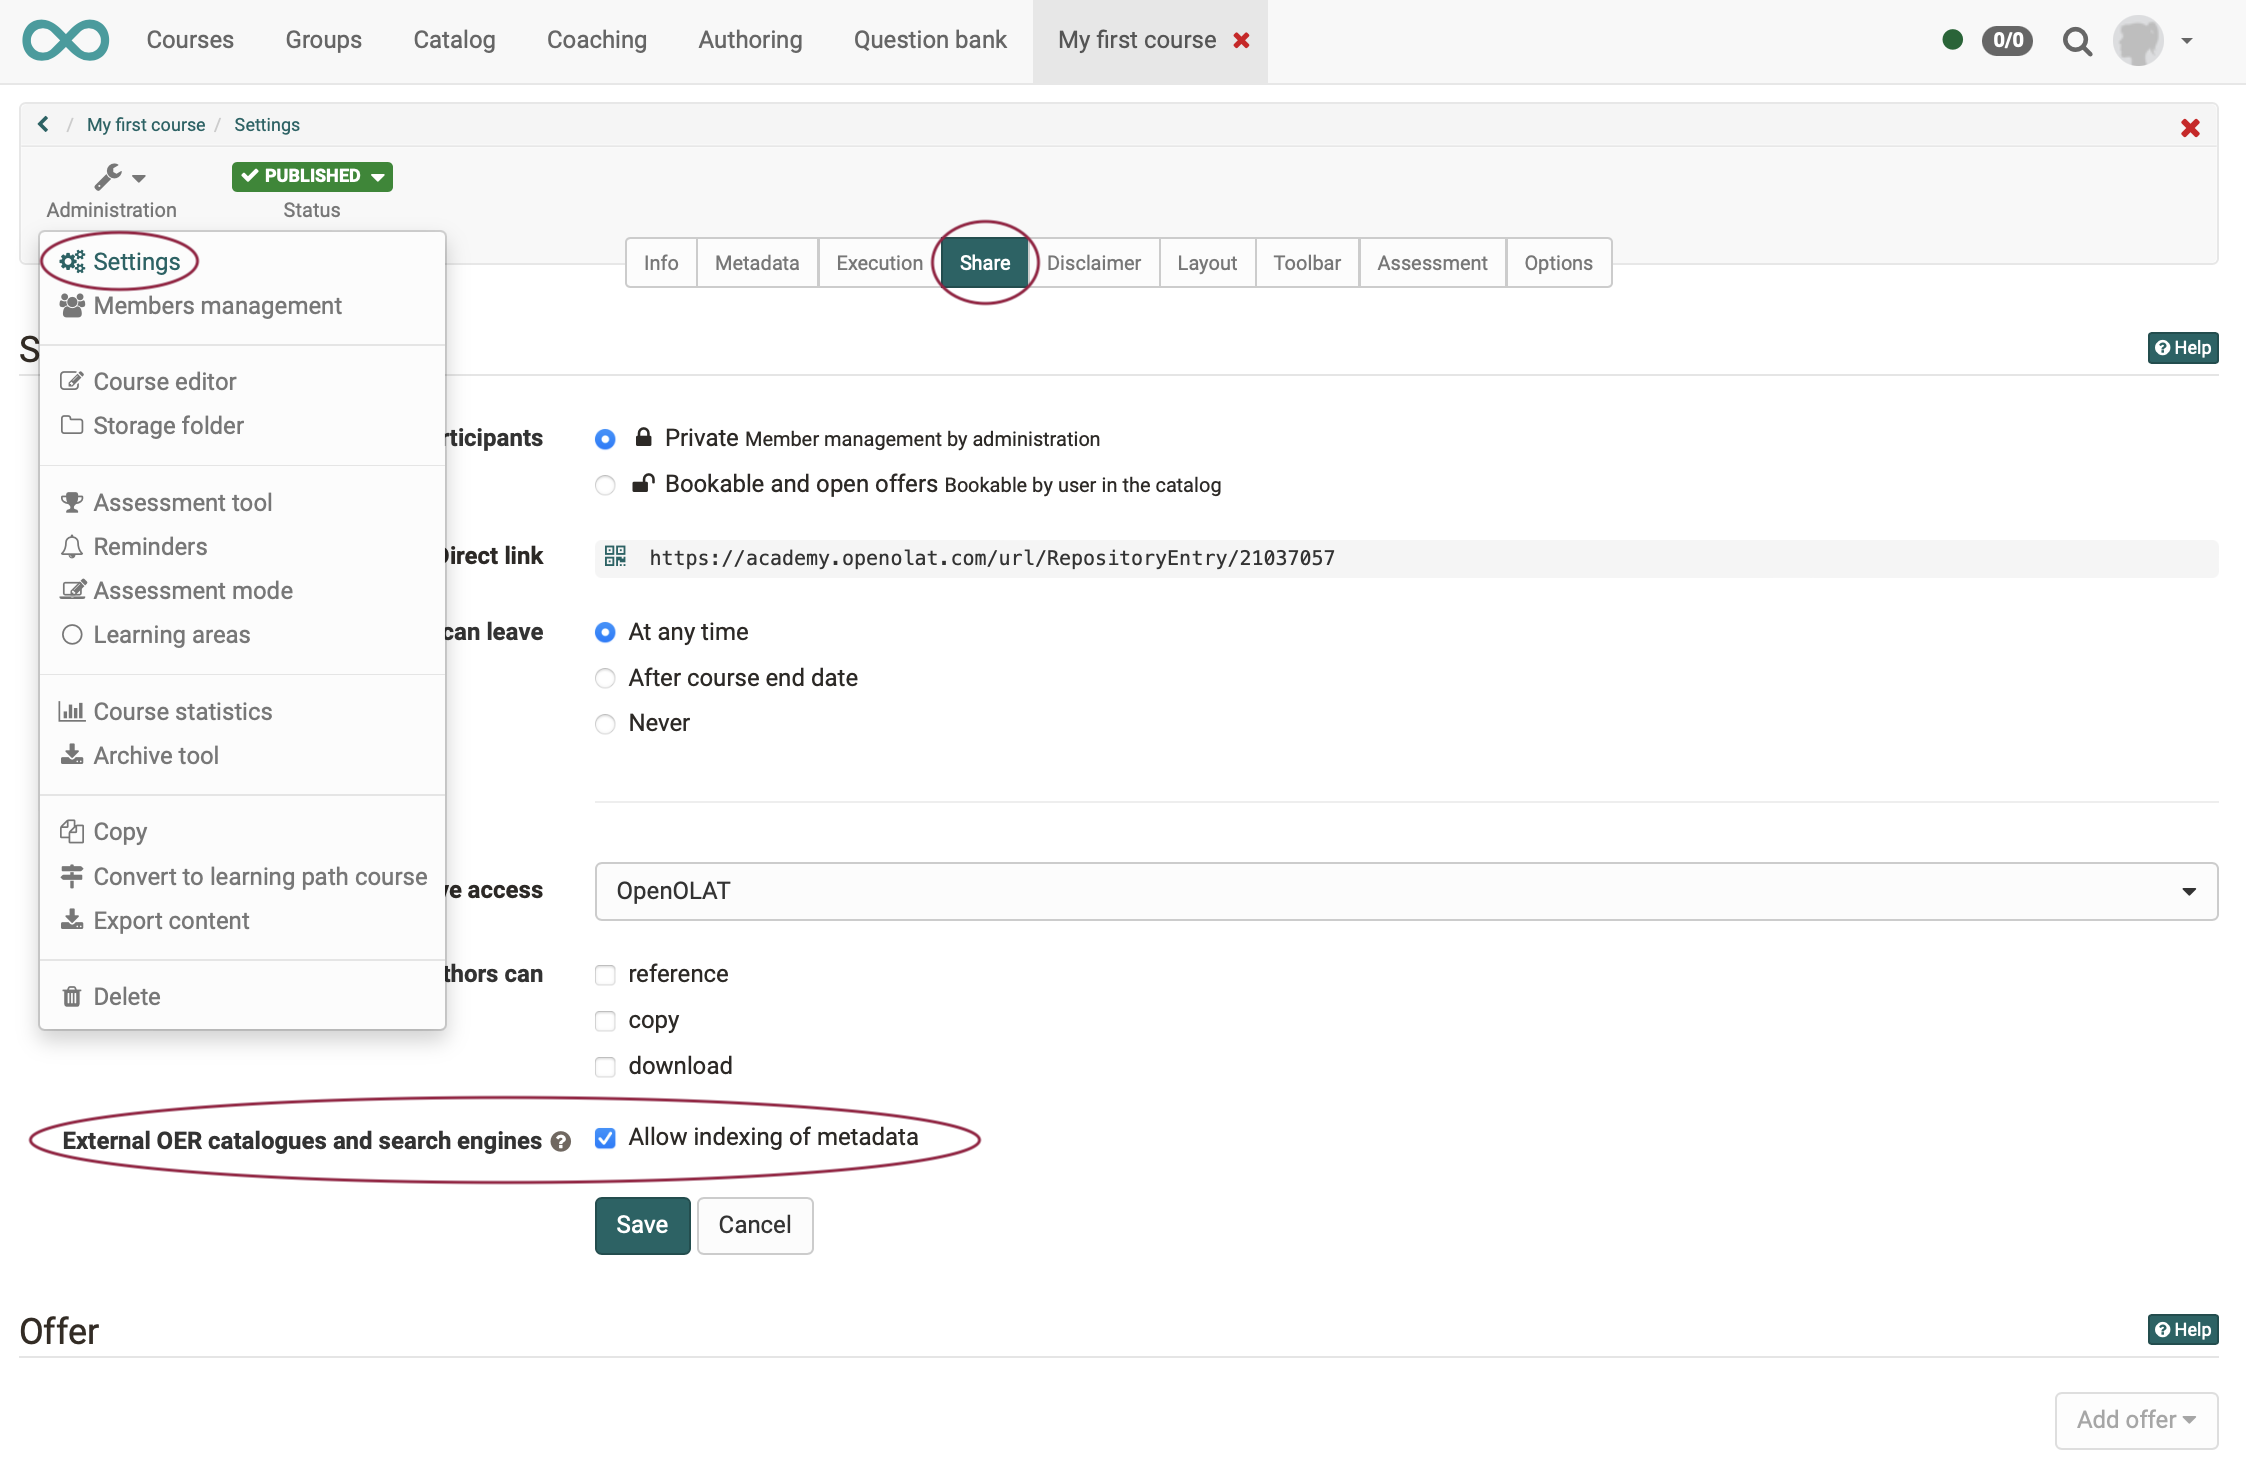 Courses Groups Catalog Coaching Authoring Question bank My first course 0/0
/ My first course / Settings
PUBLISHED
Administration Status
Info Metadata Execution Share Disclaimer Layout Toolbar Assessment Options
Settings
Members management
Course editor
Storage folder
Assessment tool
Reminders
Assessment mode
Learning areas
Course statistics
Archive tool
Copy
Convert to learning path course
Export content
Delete
S
Help
rticipants Private Member management by administration
Bookable and open offers Bookable by user in the catalog
Direct link https://academy.openolat.com/url/RepositoryEntry/21037057
can leave At any time
After course end date
Never
ve access OpenOLAT
thors can reference
copy
download
External OER catalogues and search engines ? Allow indexing of metadata
Save Cancel
Offer Help
Add offer